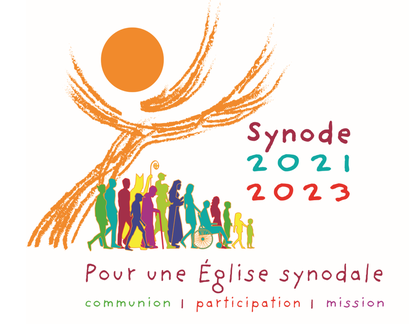 Synode
2021
2023
Pour une Église synodale
communion | participation | mission